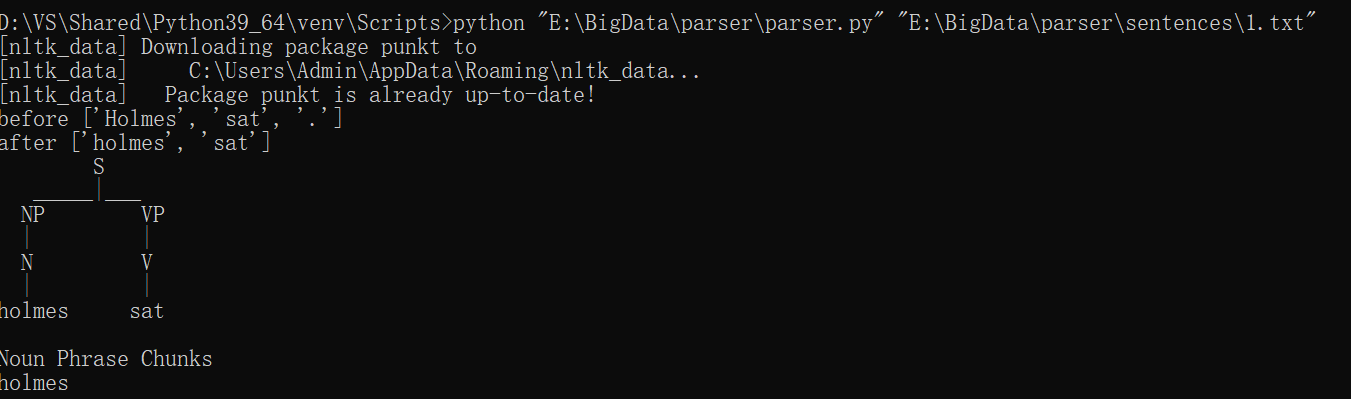 D:\VS\Shared\Python39_64\venv\Scripts>python "E:\BigData\parser\parser.py" "E:\BigData\parser\sentences\1.txt"
[nltk_data] Downloading package punkt to
[nltk_data]     C:\Users\Admin\AppData\Roaming\nltk_data...
[nltk_data]   Package punkt is already up-to-date!
before ['Holmes', 'sat', '.']
after ['holmes', 'sat']
        S
   _____|___
  NP        VP
  |         |
  N         V
  |         |
holmes     sat
Noun Phrase Chunks
holmes